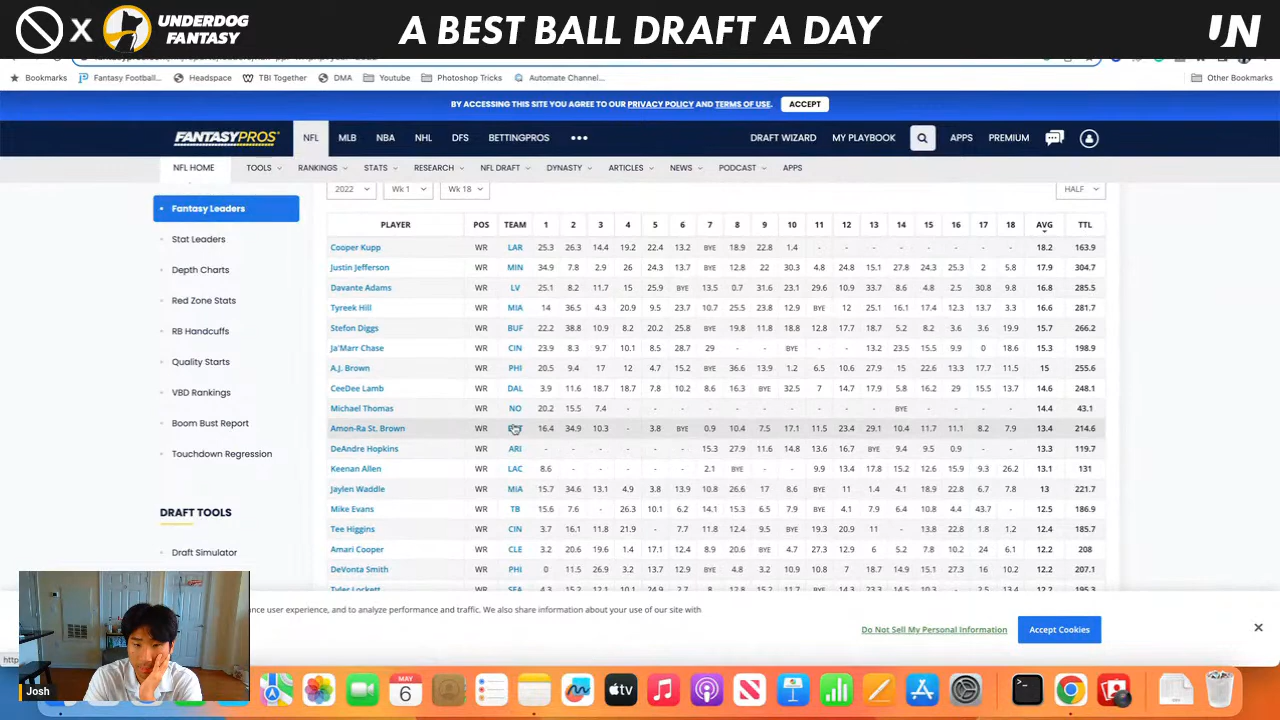 X UNDERDOG FANTASY A BEST BALL DRAFT A DAY UN
Bookmarks Fantasy Football... Headspace TBI Together DMA Youtube Photoshop Tricks Automate Channel... Other Bookmarks
BY ACCESSING THIS SITE YOU AGREE TO OUR PRIVACY POLICY AND TERMS OF USE. ACCEPT
FANTASYPROS NFL MLB NBA NHL DFS BETTINGPROS ••• DRAFT WIZARD MY PLAYBOOK APPS PREMIUM
NFL HOME TOOLS RANKINGS STATS RESEARCH NFL DRAFT DYNASTY ARTICLES NEWS PODCAST APPS
2022 Wk 1 Wk 18 HALF
Fantasy Leaders
Stat Leaders
Depth Charts
Red Zone Stats
RB Handcuffs
Quality Starts
VBD Rankings
Boom Bust Report
Touchdown Regression
DRAFT TOOLS
Draft Simulator
PLAYER POS TEAM 1 2 3 4 5 6 7 8 9 10 11 12 13 14 15 16 17 18 AVG TTL
Cooper Kupp WR LAR 25.3 26.3 14.4 19.2 22.4 13.2 BYE 18.9 22.8 1.4 - - - - - - - - 18.2 163.9
Justin Jefferson WR MIN 34.9 7.8 2.9 26 24.3 13.7 BYE 12.8 22 30.3 4.8 24.8 15.1 27.8 24.3 25.3 2 5.8 17.9 304.7
Davante Adams WR LV 25.1 8.2 11.7 15 25.9 BYE 13.5 0.7 31.6 23.1 29.6 10.9 33.7 8.6 4.8 2.5 30.8 9.8 16.8 285.5
Tyreek Hill WR MIA 14 36.5 4.3 20.9 9.5 23.7 10.7 25.5 23.8 12.9 BYE 12 25.1 16.1 17.4 12.3 13.7 3.3 16.6 281.7
Stefon Diggs WR BUF 22.2 38.8 10.9 8.2 20.2 25.8 BYE 19.8 11.8 18.8 12.8 17.7 18.7 5.2 8.2 3.6 3.6 19.9 15.7 266.2
Ja'Marr Chase WR CIN 23.9 8.3 9.7 10.1 8.5 28.7 29 - - BYE - - 13.2 23.5 15.5 9.9 0 18.6 15.3 198.9
A.J. Brown WR PHI 20.5 9.4 17 12 4.7 15.2 BYE 36.6 13.9 1.2 8.5 10.6 27.9 15 22.6 13.3 17.7 11.5 15 255.6
CeeDee Lamb WR DAL 3.9 11.6 18.7 18.7 7.8 10.2 8.6 16.3 BYE 32.5 7 14.7 17.9 5.8 16.2 29 15.5 13.7 14.6 248.1
Michael Thomas WR NO 20.2 15.5 7.4 - - - - - - - - - - BYE - - - - 14.4 43.1
Amon-Ra St. Brown WR 16.4 34.9 10.3 - 3.8 BYE 0.9 10.4 7.5 17.1 11.5 23.4 29.1 10.4 11.7 11.1 8.2 7.9 13.4 214.6
DeAndre Hopkins WR ARI - - - - - - 15.3 27.9 11.6 14.8 13.6 16.7 BYE 9.4 9.5 0.9 - - 13.3 119.7
Keenan Allen WR LAC 8.6 - - - - - 2.1 BYE - - 9.9 13.4 17.8 15.2 15.9 9.3 18 26.2 13.1 131
Jaylen Waddle WR MIA 15.7 34.6 13.1 4.9 3.8 13.9 10.8 26.6 17 8.6 BYE 11 1.4 4.1 18.9 22.8 6.7 7.8 13 221.7
Mike Evans WR TB 15.6 7.6 - 26.3 10.1 6.2 14.1 15.3 6.5 7.9 BYE 4.1 7.9 6.4 10.8 4.4 43.7 - 12.5 186.9
Tee Higgins WR CIN 3.7 16.1 11.8 21.9 - 7.7 11.8 12.4 9.5 BYE 19.3 20.9 11 - 13.8 22.8 1.8 1.2 12.4 185.7
Amari Cooper WR CLE 3.2 20.6 19.6 1.4 17.1 12.4 8.9 20.6 BYE 4.7 27.3 12.9 6 5.2 7.8 10.2 24 6.1 12.2 208
DeVonta Smith WR PHI 0 11.5 26.9 3.2 13.7 12.9 BYE 4.8 3.2 10.9 10.8 7 18.7 14.9 15.1 27.3 16 10.2 12.2 207.1
Tyler Lockett WR SEA
ance user experience, and to analyze performance and traffic. We also share information about your use of our site with
Do Not Sell My Personal Information Accept Cookies
Josh
MAY
6